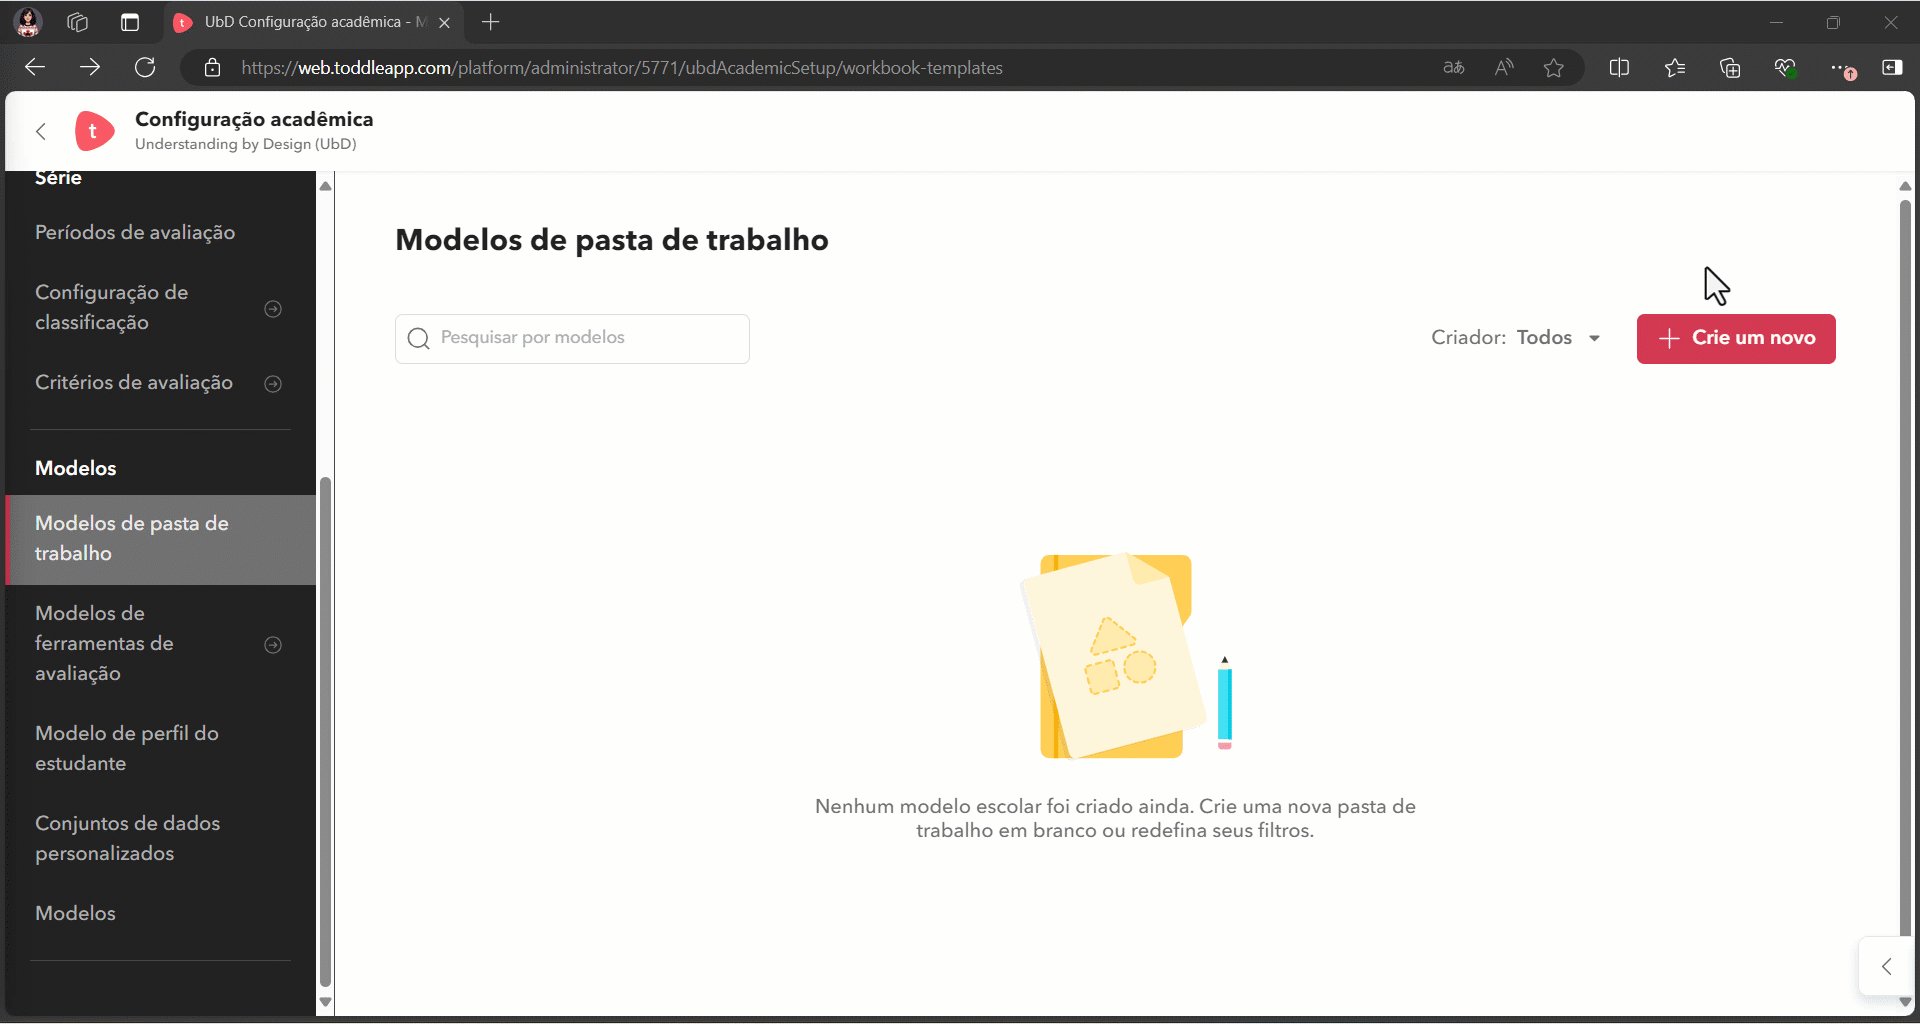 UbD Configuração acadêmica - M
https://web.toddleapp.com/platform/administrator/5771/ubdAcademicSetup/workbook-templates
t
Configuração acadêmica
Understanding by Design (UbD)
Série
Períodos de avaliação
Configuração de
classificação
Critérios de avaliação
Modelos
Modelos de pasta de
trabalho
Modelos de
ferramentas de
avaliação
Modelo de perfil do
estudante
Conjuntos de dados
personalizados
Modelos
Modelos de pasta de trabalho
Pesquisar por modelos
Criador: Todos
Crie um novo
Nenhum modelo escolar foi criado ainda. Crie uma nova pasta de
trabalho em branco ou redefina seus filtros.